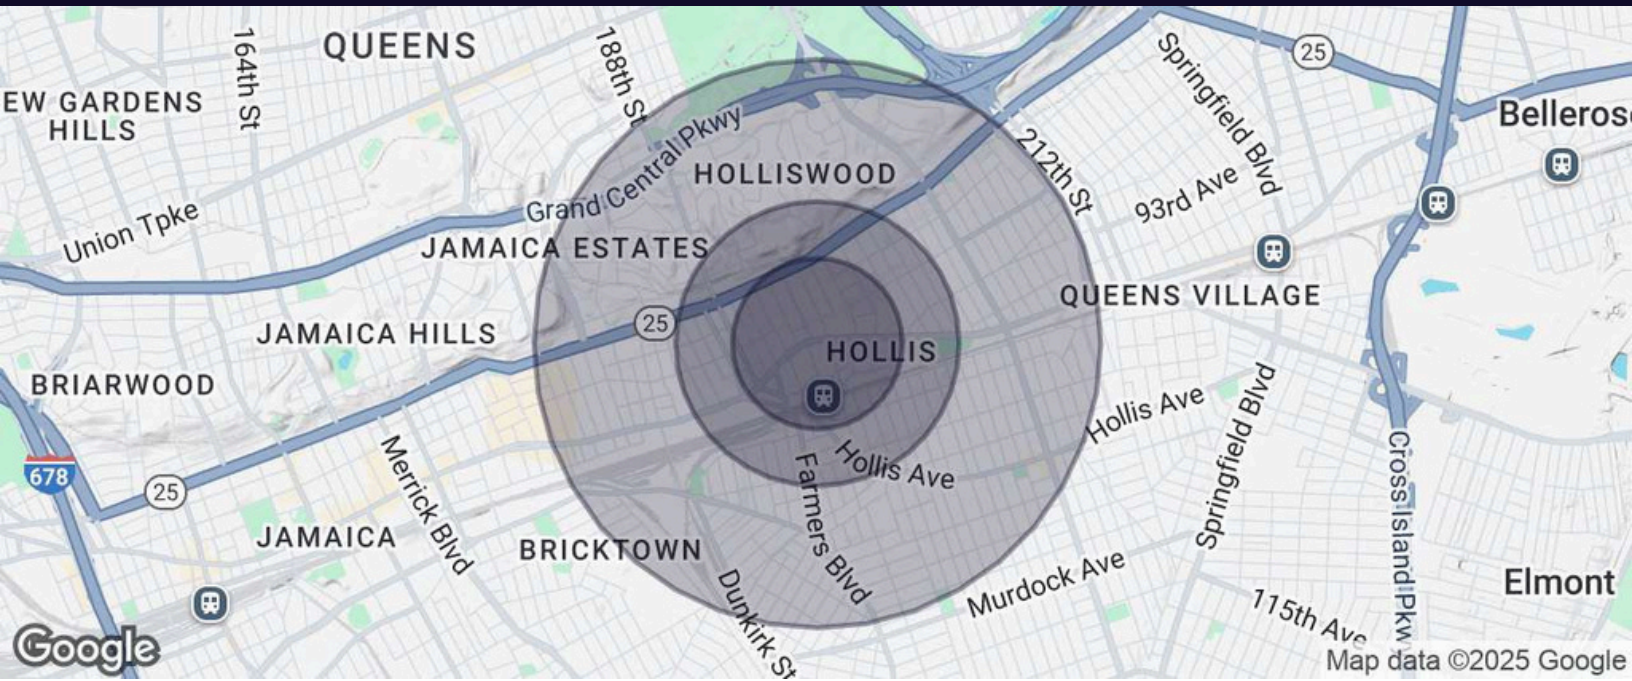 QUEENS
164th St
188th St
Springfield Blvd
25
EW GARDENS
HILLS
Belleros
Grand Central Pkwy
212th St
HOLLISWOOD
93rd Ave
Union Tpke
JAMAICA ESTATES
QUEENS VILLAGE
25
JAMAICA HILLS
HOLLIS
BRIARWOOD
Hollis Ave
Springfield Blvd
Merrick Blvd
Hollis Ave
Farmers Blvd
Cross Island Pkw
678
25
JAMAICA
BRICKTOWN
Murdock Ave
Dunkirk St
115th Ave
Elmont
Google
Map data ©2025 Google